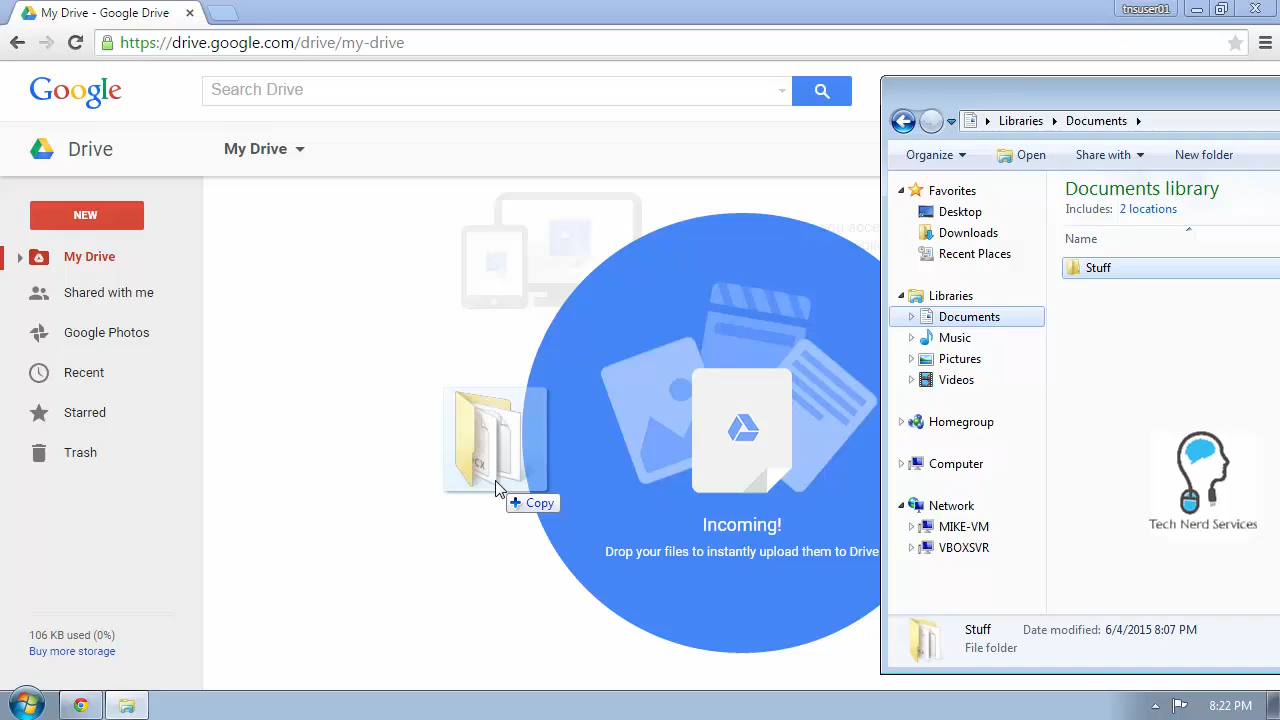 My Drive - Google Drive
tnsuser01
https://drive.google.com/drive/my-drive
Google
Search Drive
Drive
My Drive
NEW
My Drive
Shared with me
Google Photos
Recent
Starred
Trash
106 KB used (0%)
Buy more storage
Copy
Incoming!
Drop your files to instantly upload them to Drive
Libraries
Documents
Organize
Open
Share with
New folder
Favorites
Desktop
Downloads
Recent Places
Libraries
Documents
Music
Pictures
Videos
Homegroup
Computer
Network
MIKE-VM
VBOXSVR
Documents library
Includes: 2 locations
Name
Stuff
Tech Nerd Services
Stuff
Date modified: 6/4/2015 8:07 PM
File folder
8:22 PM